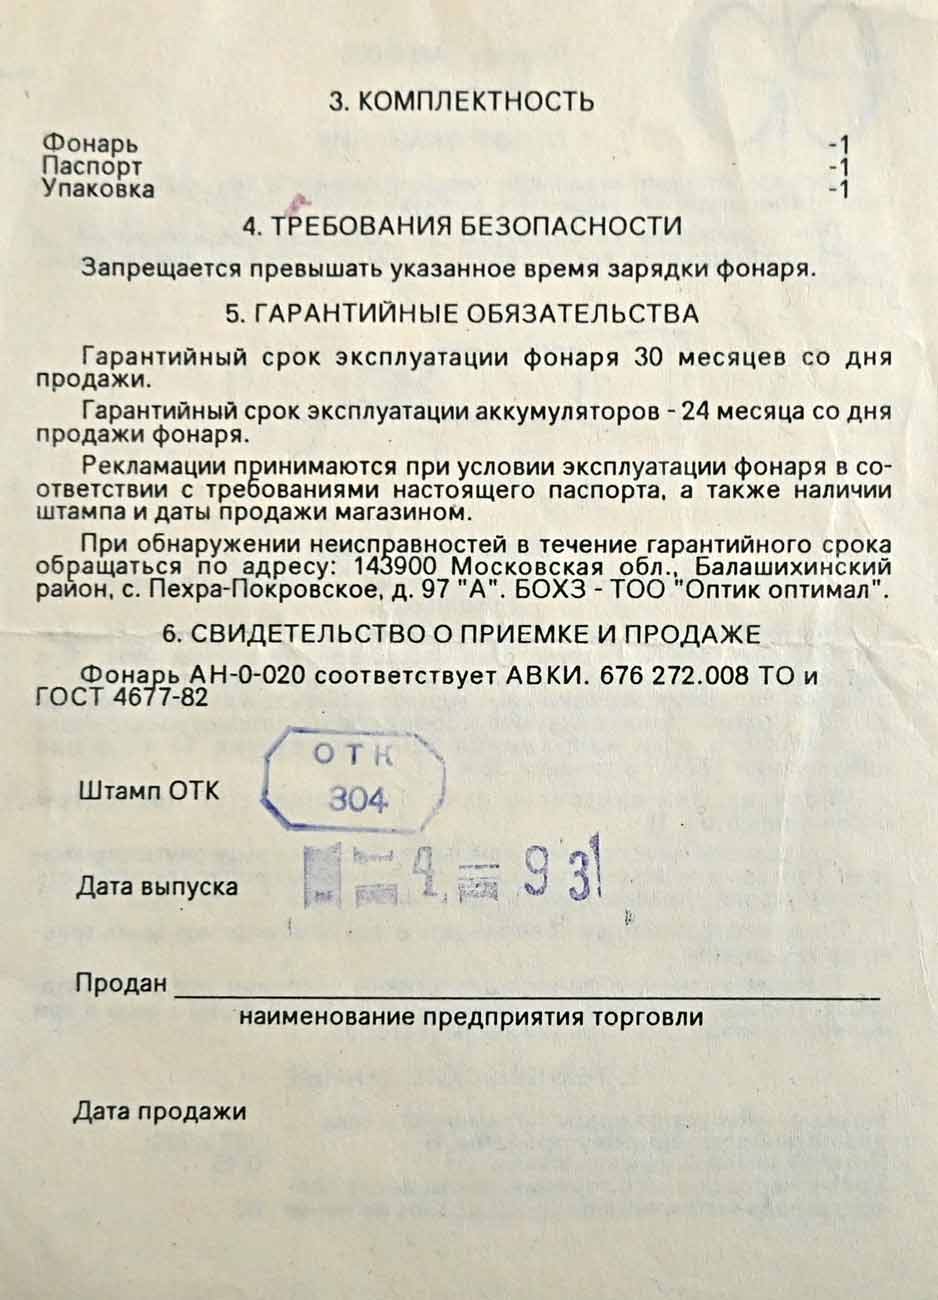 3. КОМПЛЕКТНОСТЬ
Фонарь -1
Паспорт -1
Упаковка -1
4. ТРЕБОВАНИЯ БЕЗОПАСНОСТИ
Запрещается превышать указанное время зарядки фонаря.
5. ГАРАНТИЙНЫЕ ОБЯЗАТЕЛЬСТВА
Гарантийный срок эксплуатации фонаря 30 месяцев со дня
продажи.
Гарантийный срок эксплуатации аккумуляторов - 24 месяца со дня
продажи фонаря.
Рекламации принимаются при условии эксплуатации фонаря в со-
ответствии с требованиями настоящего паспорта, а также наличии
штампа и даты продажи магазином.
При обнаружении неисправностей в течение гарантийного срока
обращаться по адресу: 143900 Московская обл., Балашихинский
район, с. Пехра-Покровское, д. 97 "А". БОХЗ - ТОО "Оптик оптимал".
6. СВИДЕТЕЛЬСТВО О ПРИЕМКЕ И ПРОДАЖЕ
Фонарь АН-0-020 соответствует АВКИ. 676 272.008 ТО и
ГОСТ 4677-82
ОТК
Штамп ОТК
304
Дата выпуска 4 93
Продан
наименование предприятия торговли
Дата продажи